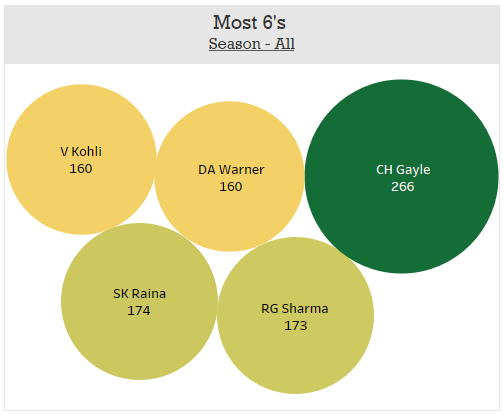 Most 6's
Season - All
V Kohli
160
DA Warner
160
CH Gayle
266
SK Raina
174
RG Sharma
173